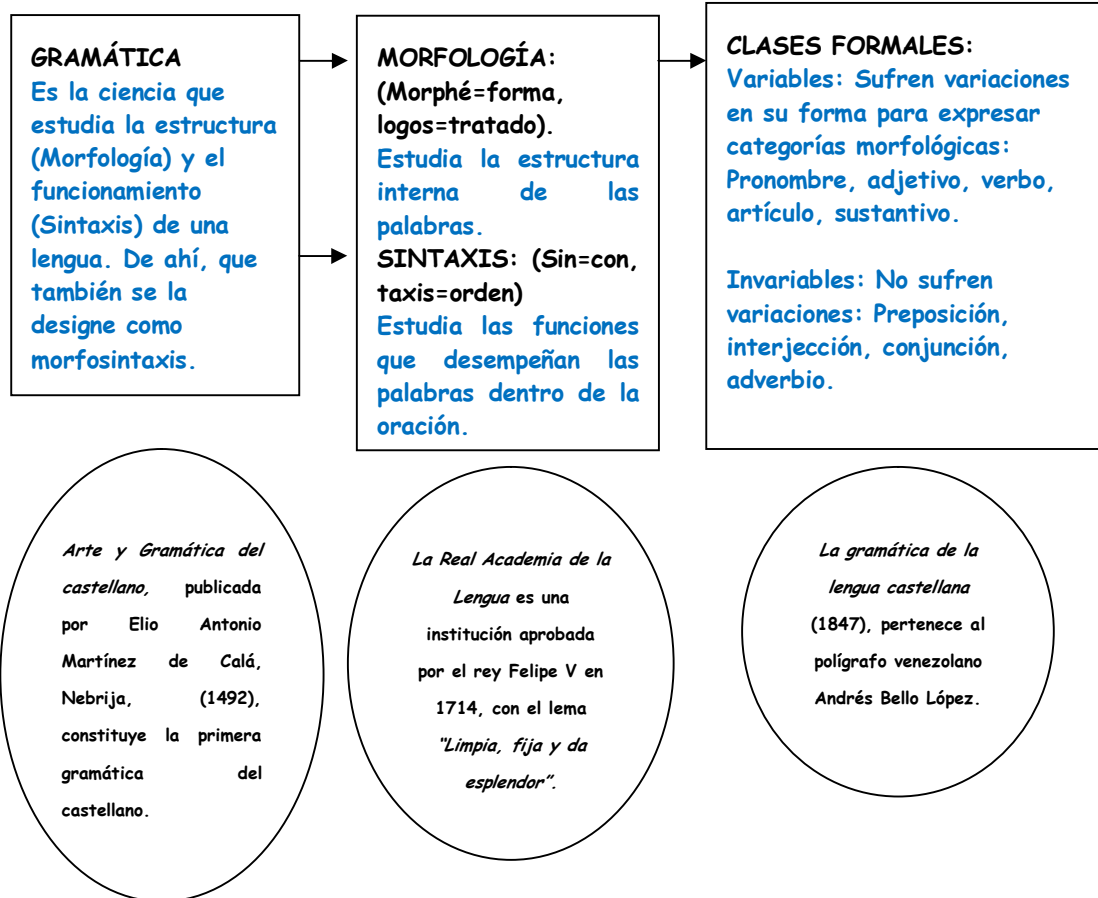 GRAMÁTICA
Es la ciencia que
estudia la estructura
(Morfología) y el
funcionamiento
(Sintaxis) de una
lengua. De ahí, que
también se la
designe como
morfosintaxis.
MORFOLOGÍA:
(Morphé=forma,
logos=tratado).
Estudia la estructura
interna de las
palabras.
SINTAXIS: (Sin=con,
taxis=orden)
Estudia las funciones
que desempeñan las
palabras dentro de la
oración.
CLASES FORMALES:
Variables: Sufren variaciones
en su forma para expresar
categorías morfológicas:
Pronombre, adjetivo, verbo,
artículo, sustantivo.
Invariables: No sufren
variaciones: Preposición,
interjección, conjunción,
adverbio.
Arte y Gramática del
castellano, publicada
por Elio Antonio
Martínez de Calá,
Nebrija, (1492),
constituye la primera
gramática del
castellano.
La Real Academia de la
Lengua es una
institución aprobada
por el rey Felipe V en
1714, con el lema
“Limpia, fija y da
esplendor”.
La gramática de la
lengua castellana
(1847), pertenece al
polígrafo venezolano
Andrés Bello López.